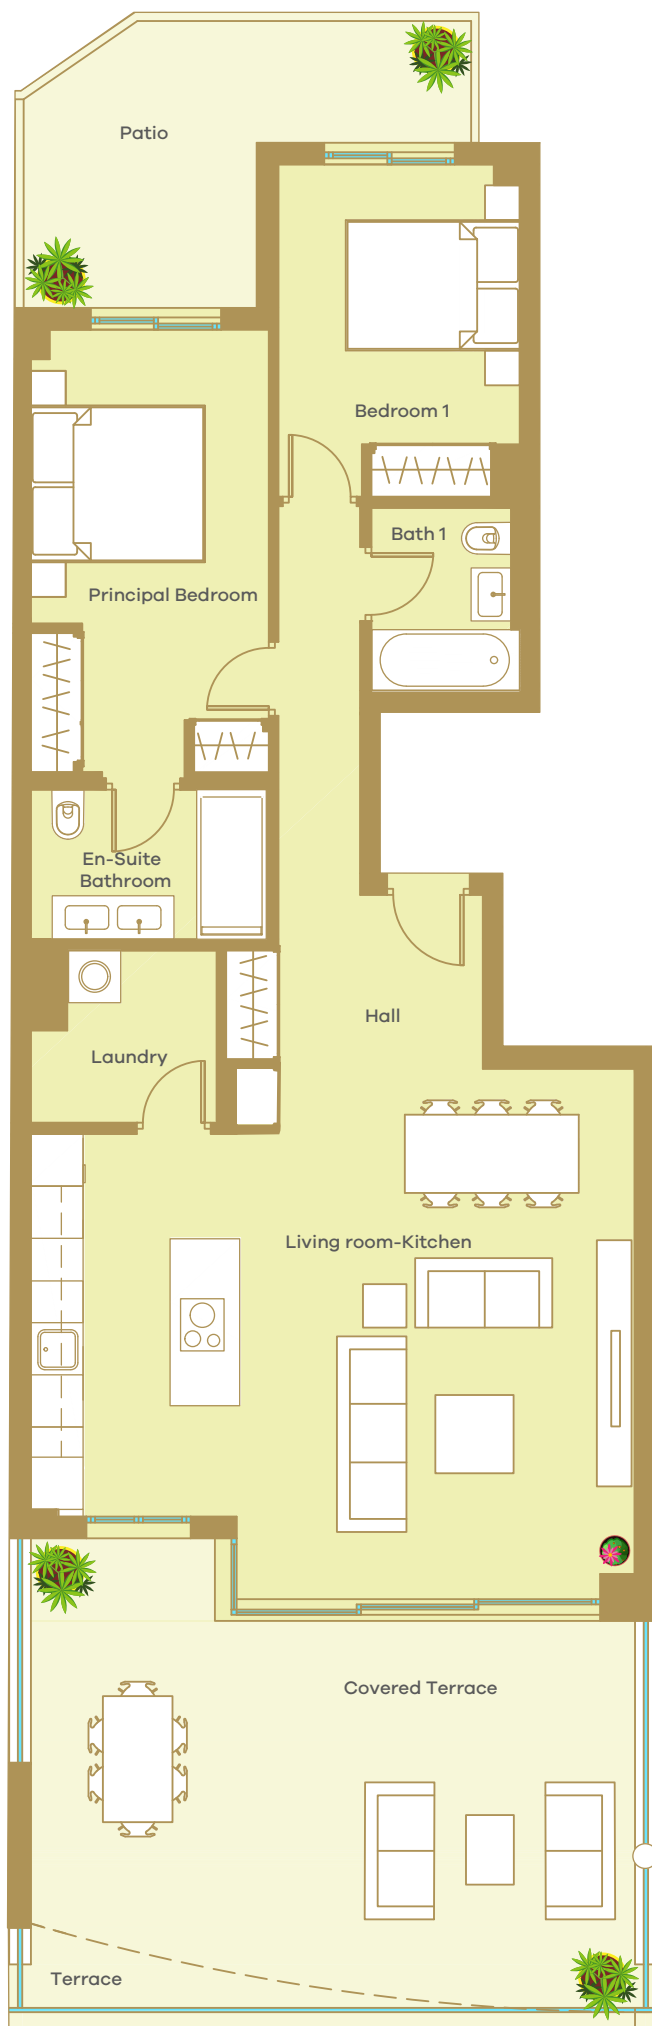 Patio
Bedroom 1
Bath 1
Principal Bedroom
En-Suite
Bathroom
Hall
Laundry
Living room-Kitchen
Covered Terrace
Terrace